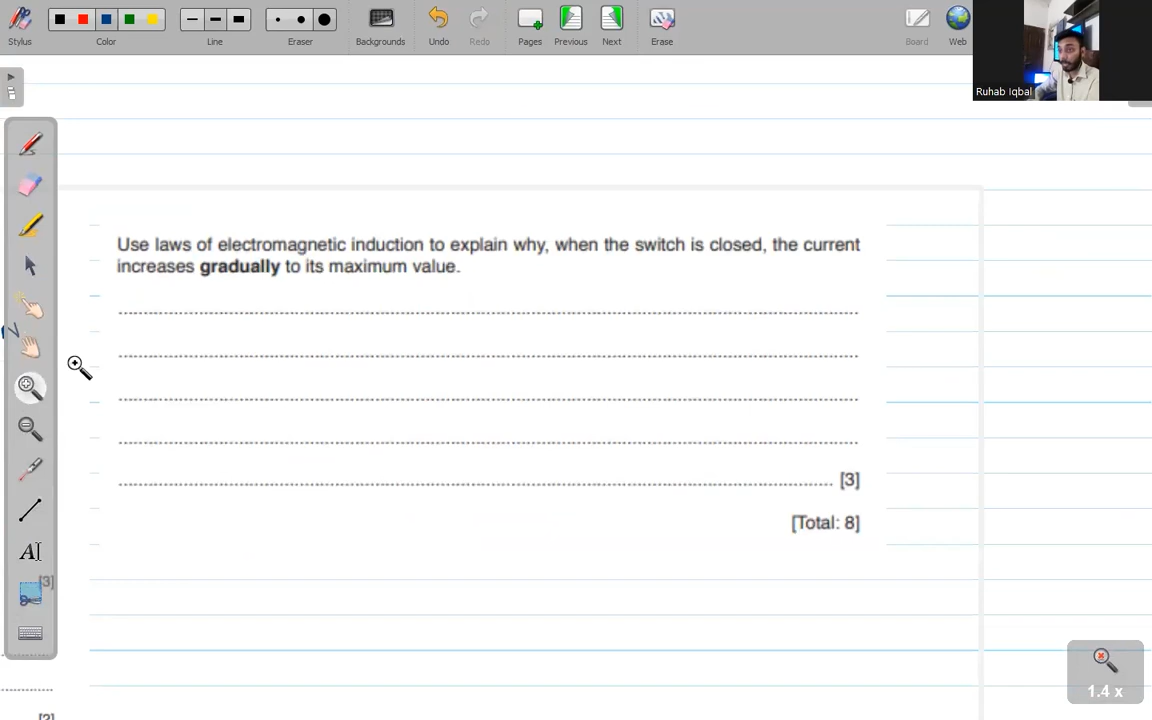 Stylus
Color
Line
Eraser
Backgrounds
Undo
Redo
Pages
Previous
Next
Erase
Board
Web
Ruhab Iqbal
Use laws of electromagnetic induction to explain why, when the switch is closed, the current
increases gradually to its maximum value.
[3]
[Total: 8]
A
[3]
1.4 x